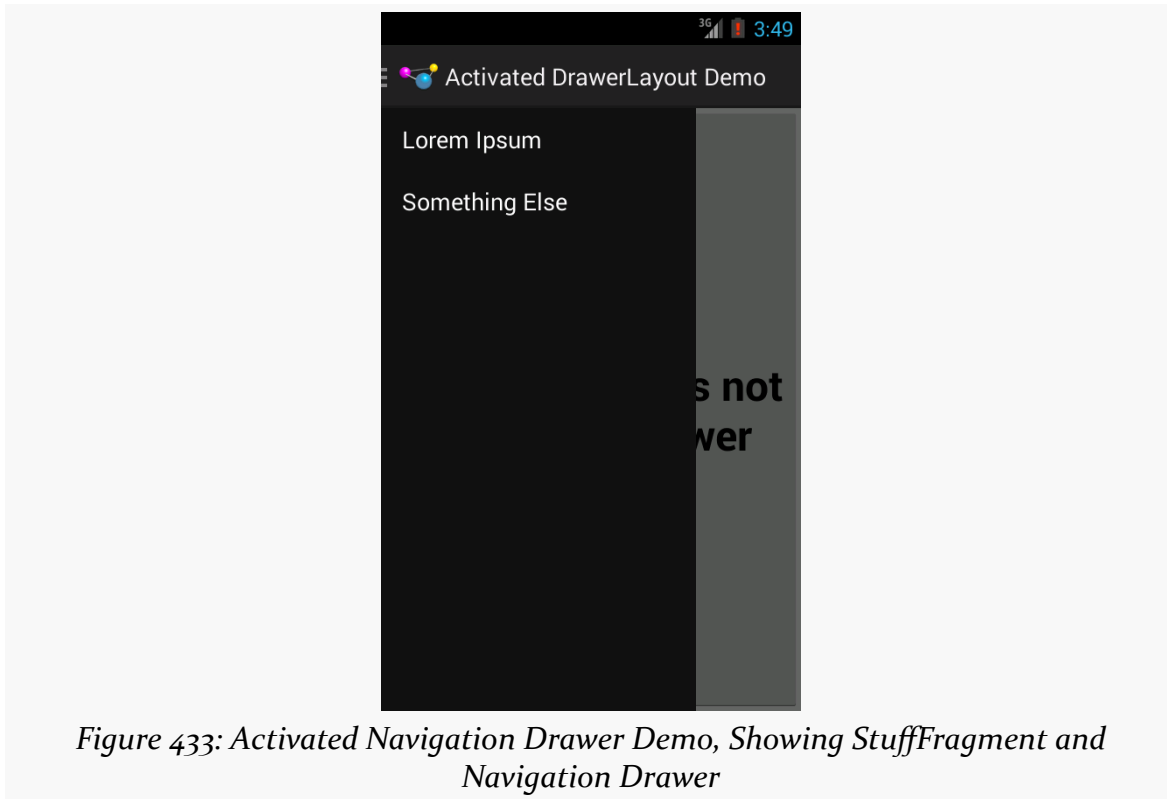 3G 3:49
Activated DrawerLayout Demo
Lorem Ipsum
Something Else
s not
wer
Figure 433: Activated Navigation Drawer Demo, Showing StuffFragment and
Navigation Drawer